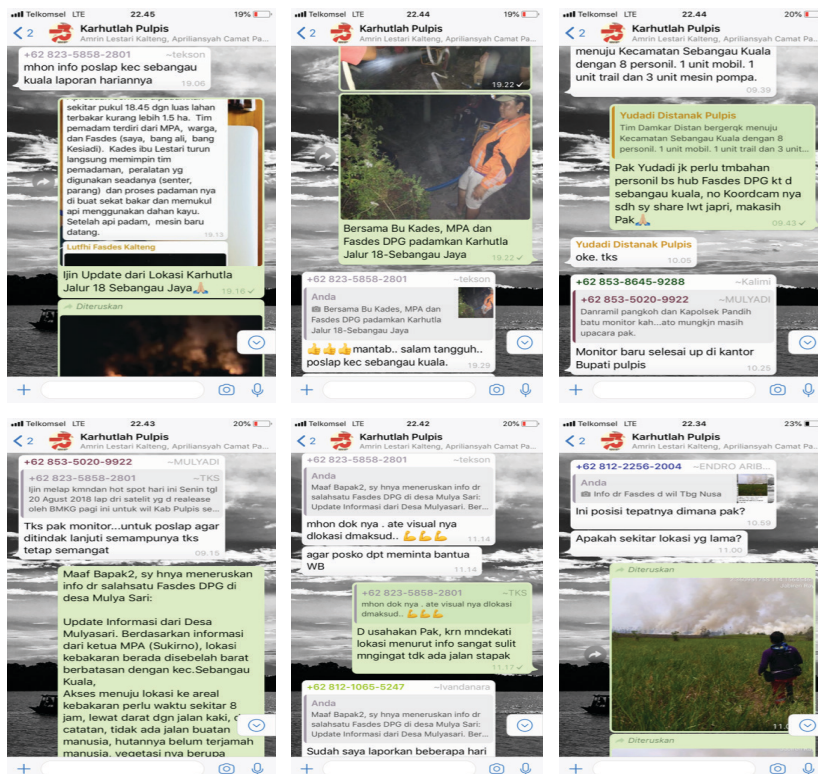 Telkomsel LTE 22.45 19%
2 Karhutlah Pulpis
Amrin Lestari Kalteng, Apriliansyah Camat Pa...
+62 823-5858-2801 ~tekson
mhon info poslap kec sebangau
kuala laporan hariannya
19.06
sekitar pukul 18.45 dgn luas lahan
terbakar kurang lebih 1.5 ha. Tim
pemadam terdiri dari MPA, warga,
dan Fasdes (saya, bang ali, bang
Kesiadi). Kades ibu Lestari turun
langsung memimpin tim
pemadaman, peralatan yg
digunakan seadanya (senter,
parang) dan proses padaman nya
di buat sekat bakar dan memukul
api menggunakan dahan kayu.
Setelah api padam, mesin baru
datang.
19.13
Lutfhi Fasdes Kalteng
Ijin Update dari Lokasi Karhutla
Jalur 18 Sebangau Jaya🙏🏼 19.16
Diteruskan
Telkomsel LTE 22.44 19%
2 Karhutlah Pulpis
Amrin Lestari Kalteng, Apriliansyah Camat Pa...
19.22
Bersama Bu Kades, MPA dan
Fasdes DPG padamkan Karhutla
Jalur 18-Sebangau Jaya 19.22
+62 823-5858-2801 ~tekson
Anda
Bersama Bu Kades, MPA dan
Fasdes DPG padamkan Karhutla
Jalur 18-Sebangau Jaya
👍👍👍mantab.. salam tangguh..
poslap kec sebangau kuala. 19.29
Telkomsel LTE 22.44 20%
2 Karhutlah Pulpis
Amrin Lestari Kalteng, Apriliansyah Camat Pa...
menuju Kecamatan Sebangau Kuala
dengan 8 personil. 1 unit mobil. 1
unit trail dan 3 unit mesin pompa.
09.39
Yudadi Distanak Pulpis
Tim Damkar Distan bergerqk menuju
Kecamatan Sebangau Kuala dengan 8
personil. 1 unit mobil. 1 unit trail dan 3 unit...
Pak Yudadi jk perlu tmbahan
personil bs hub Fasdes DPG kt d
sebangau kuala, no Koordcam nya
sdh sy share lwt japri, makasih
Pak🙏🏼 09.43
Yudadi Distanak Pulpis
oke. tks 10.05
+62 853-8645-9288 ~Kalimi
+62 853-5020-9922 ~MULYADI
Danramil pangkoh dan Kapolsek Pandih
batu monitor kah...ato mungkjn masih
upacara pak.
Monitor baru selesai up di kantor
Bupati pulpis 10.25
Telkomsel LTE 22.43 20%
2 Karhutlah Pulpis
Amrin Lestari Kalteng, Apriliansyah Camat Pa...
+62 853-5020-9922 ~MULYADI
+62 823-5858-2801 ~TKS
Ijin melap kmndan hot spot hari ini Senin tgl
20 Agust 2018 lap dri satelit yg d realease
oleh BMKG pagi ini untuk wil Kab Pulpis se...
Tks pak monitor...untuk poslap agar
ditindak lanjuti semampunya tks
tetap semangat 09.15
Maaf Bapak2, sy hnya meneruskan
info dr salahsatu Fasdes DPG di
desa Mulya Sari:
Update Informasi dari Desa
Mulyasari. Berdasarkan informasi
dari ketua MPA (Sukirno), lokasi
kebakaran berada disebelah barat
berbatasan dengan kec.Sebangau
Kuala,
Akses menuju lokasi ke areal
kebakaran perlu waktu sekitar 8
jam, lewat darat dgn jalan kaki,
catatan, tidak ada jalan buatan
manusia, hutannya belum terjamah
manusia, vegetasi nya berupa
Telkomsel LTE 22.42 20%
2 Karhutlah Pulpis
Amrin Lestari Kalteng, Apriliansyah Camat Pa...
+62 823-5858-2801 ~tekson
Anda
Maaf Bapak2, sy hnya meneruskan info dr
salahsatu Fasdes DPG di desa Mulya Sari:
Update Informasi dari Desa Mulyasari. Ber...
mhon dok nya . ate visual nya
dlokasi dmaksud.. 💪💪💪 11.14
agar posko dpt meminta bantua
WB 11.14
+62 823-5858-2801 ~TKS
mhon dok nya . ate visual nya dlokasi
dmaksud.. 💪💪💪
D usahakan Pak, krn mndekati
lokasi menurut info sangat sulit
mngingat tdk ada jalan stapak
11.17
+62 812-1065-5247 ~Ivandanara
Anda
Maaf Bapak2, sy hnya meneruskan info dr
salahsatu Fasdes DPG di desa Mulya Sari:
Update Informasi dari Desa Mulyasari. Ber...
Sudah saya laporkan beberapa hari
Telkomsel LTE 22.34 23%
2 Karhutlah Pulpis
Amrin Lestari Kalteng, Apriliansyah Camat Pa...
+62 812-2256-2004 ~ENDRO ARIB...
Anda
Info dr Fasdes d wil Tbg Nusa
Ini posisi tepatnya dimana pak?
10.59
Apakah sekitar lokasi yg lama?
11.00
Diteruskan
Diteruskan